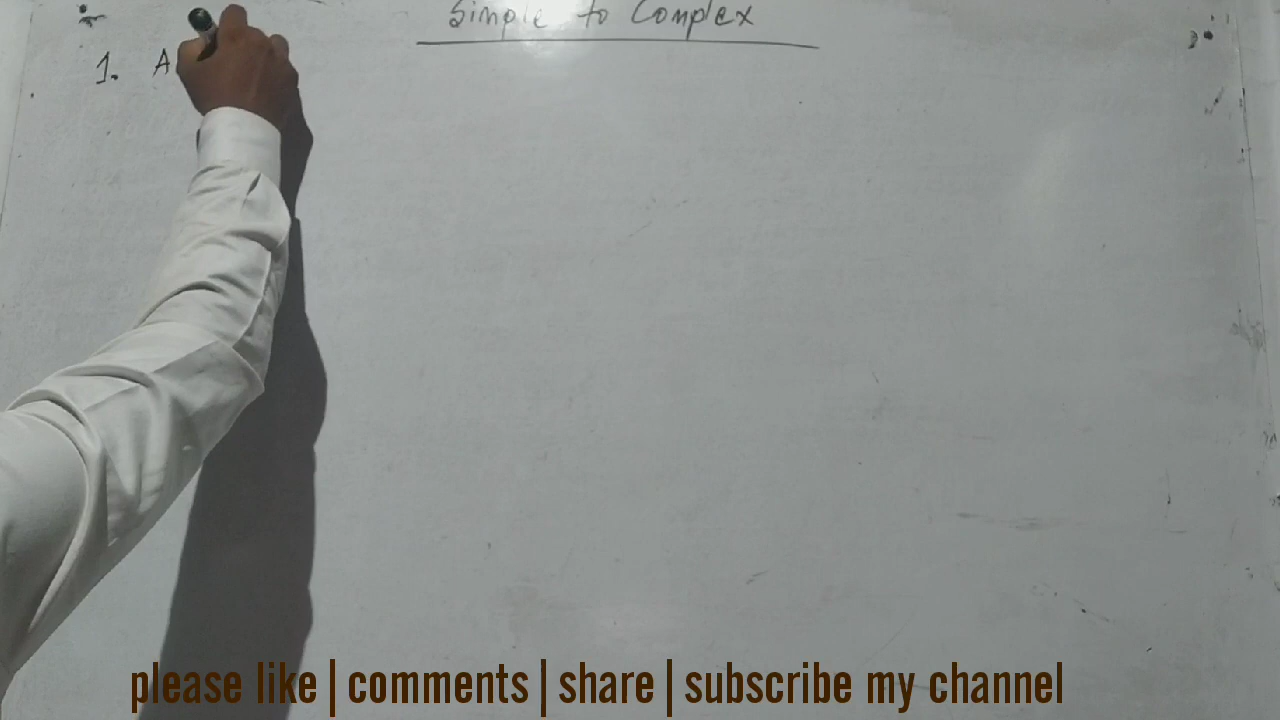 Simple to Complex
1. A
please like | comments | share | subscribe my channel